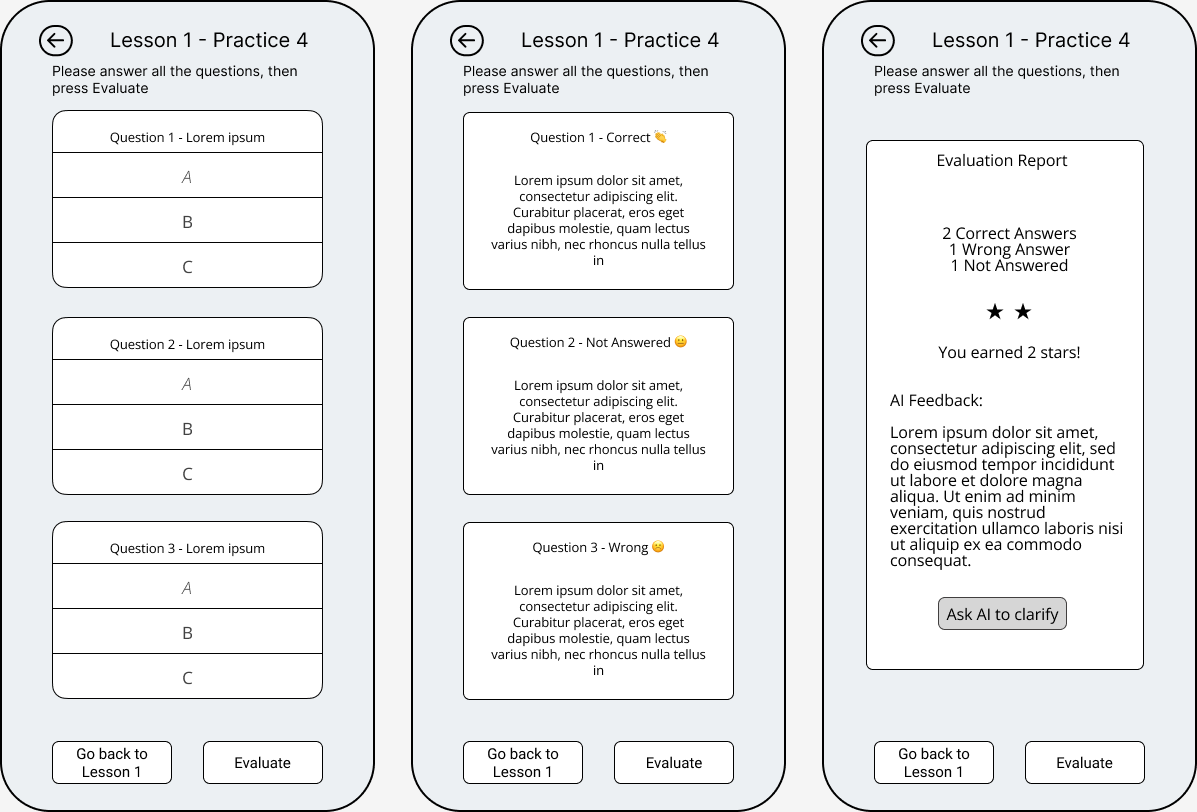 Lesson 1 - Practice 4
Please answer all the questions, then
press Evaluate
Question 1 - Lorem ipsum
A
B
C
Question 2 - Lorem ipsum
A
B
C
Question 3 - Lorem ipsum
A
B
C
Go back to
Lesson 1
Evaluate
Lesson 1 - Practice 4
Please answer all the questions, then
press Evaluate
Question 1 - Correct 👏
Lorem ipsum dolor sit amet,
consectetur adipiscing elit.
Curabitur placerat, eros eget
dapibus molestie, quam lectus
varius nibh, nec rhoncus nulla tellus
in
Question 2 - Not Answered 😐
Lorem ipsum dolor sit amet,
consectetur adipiscing elit.
Curabitur placerat, eros eget
dapibus molestie, quam lectus
varius nibh, nec rhoncus nulla tellus
in
Question 3 - Wrong ☹️
Lorem ipsum dolor sit amet,
consectetur adipiscing elit.
Curabitur placerat, eros eget
dapibus molestie, quam lectus
varius nibh, nec rhoncus nulla tellus
in
Go back to
Lesson 1
Evaluate
Lesson 1 - Practice 4
Please answer all the questions, then
press Evaluate
Evaluation Report
2 Correct Answers
1 Wrong Answer
1 Not Answered
★ ★
You earned 2 stars!
AI Feedback:
Lorem ipsum dolor sit amet,
consectetur adipiscing elit, sed
do eiusmod tempor incididunt
ut labore et dolore magna
aliqua. Ut enim ad minim
veniam, quis nostrud
exercitation ullamco laboris nisi
ut aliquip ex ea commodo
consequat.
Ask AI to clarify
Go back to
Lesson 1
Evaluate